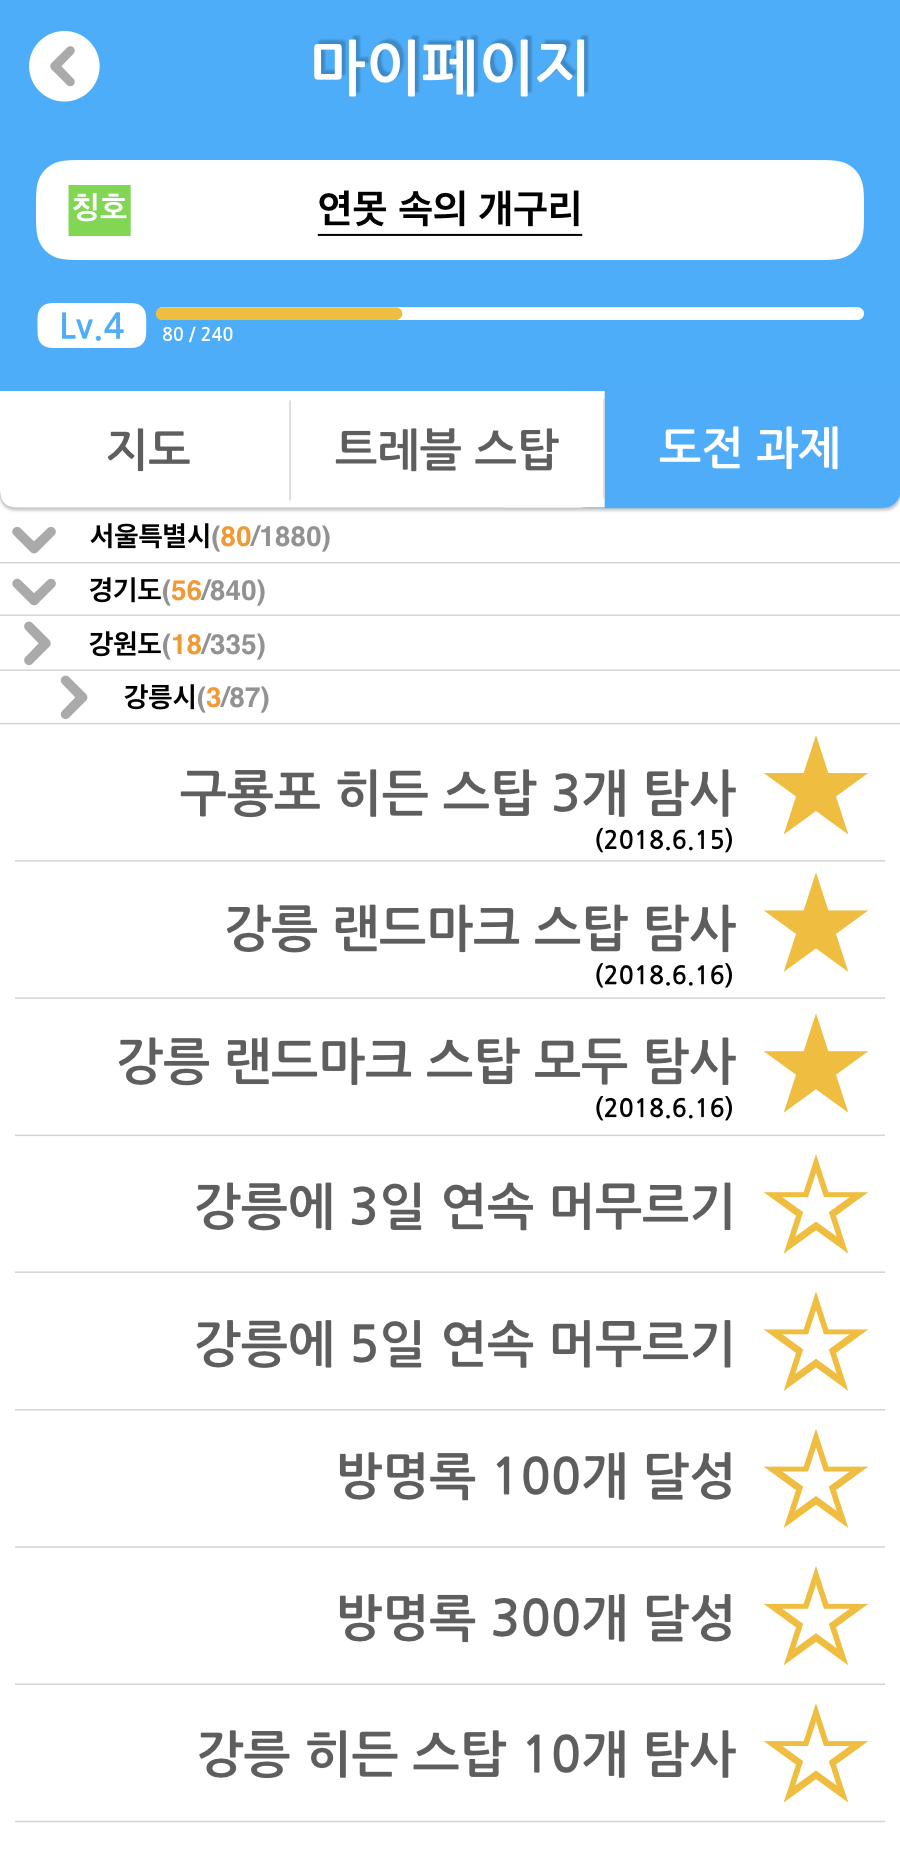 마이페이지
칭호 연못 속의 개구리
Lv.4
80 / 240
지도 트레블 스탑 도전 과제
서울특별시(80/1880)
경기도(56/840)
강원도(18/335)
강릉시(3/87)
구룡포 히든 스탑 3개 탐사
(2018.6.15)
강릉 랜드마크 스탑 탐사
(2018.6.16)
강릉 랜드마크 스탑 모두 탐사
(2018.6.16)
강릉에 3일 연속 머무르기
강릉에 5일 연속 머무르기
방명록 100개 달성
방명록 300개 달성
강릉 히든 스탑 10개 탐사